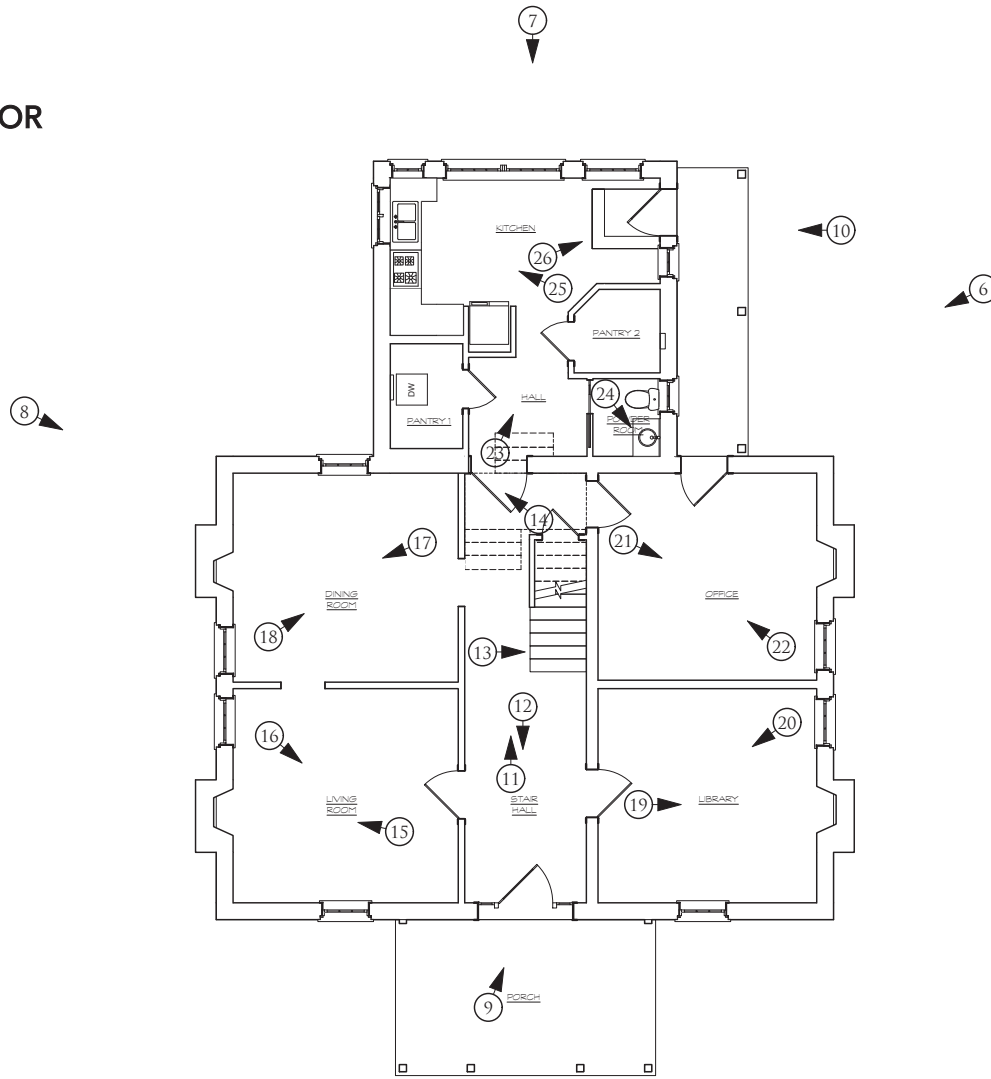 7
OR
10
KITCHEN
26
25
6
PANTRY 2
8
DW
24
HALL
PANTRY 1
POWDER
ROOM
23
14
17
21
DINING
ROOM
OFFICE
18
13
22
12
16
20
11
LIVING
ROOM
STAIR
HALL
19
LIBRARY
15
9
PORCH